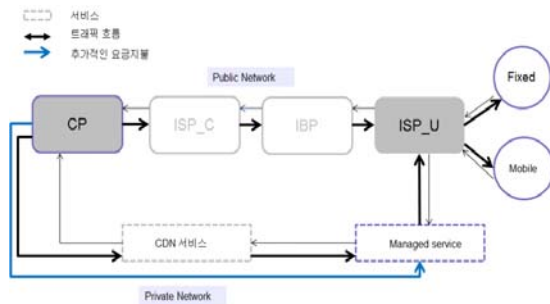 서비스
트래픽 흐름
추가적인 요금지불
Public Network
Fixed
CP
ISP_C
IBP
ISP_U
Mobile
CDN 서비스
Managed service
Private Network